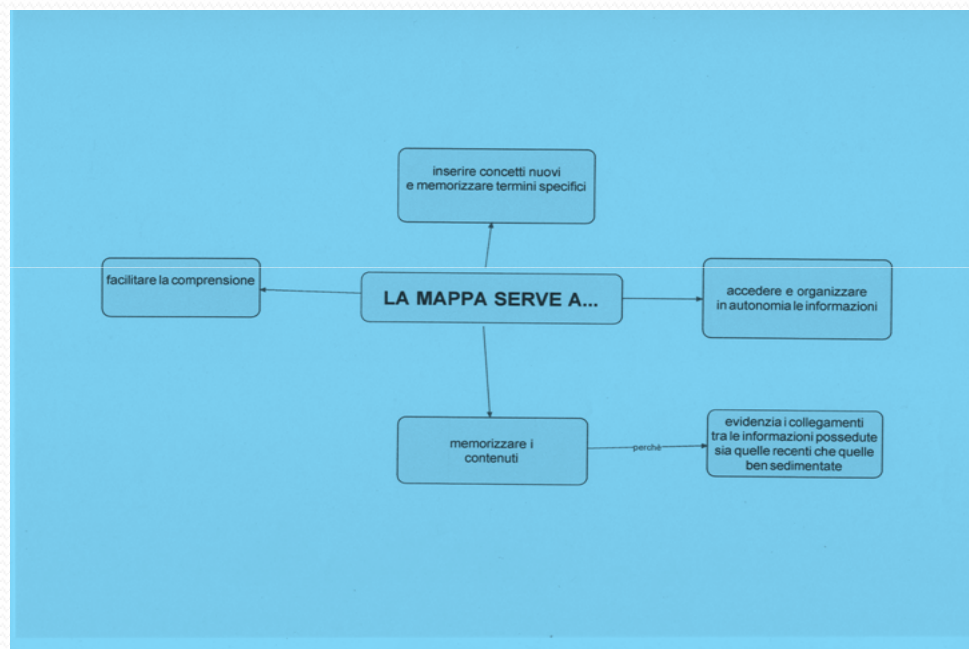 inserire concetti nuovi
e memorizzare termini specifici
facilitare la comprensione
LA MAPPA SERVE A...
accedere e organizzare
in autonomia le informazioni
memorizzare i
contenuti
perchè
evidenzia i collegamenti
tra le informazioni possedute
sia quelle recenti che quelle
ben sedimentate